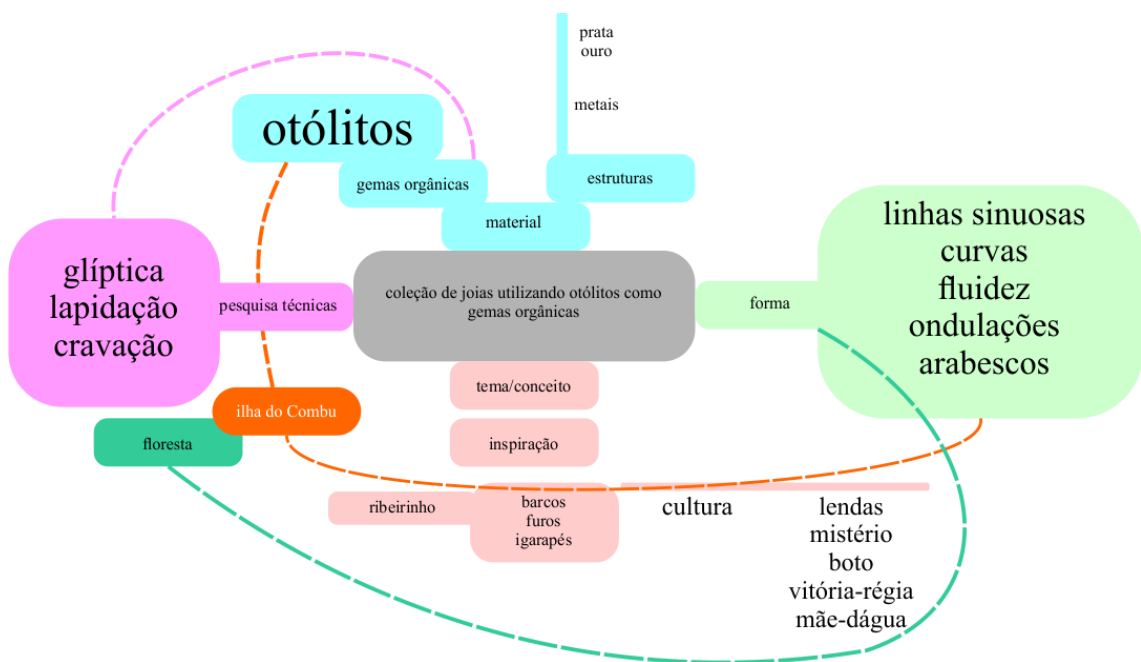 prata
ouro
metais
otólitos
gemas orgânicas
estruturas
material
glíptica
lapidação
cravação
pesquisa técnicas
coleção de joias utilizando otólitos como
gemas orgânicas
forma
linhas sinuosas
curvas
fluidez
ondulações
arabescos
tema/conceito
ilha do Combu
floresta
inspiração
ribeirinho
barcos
furos
igarapés
cultura
lendas
mistério
boto
vitória-régia
mãe-dágua